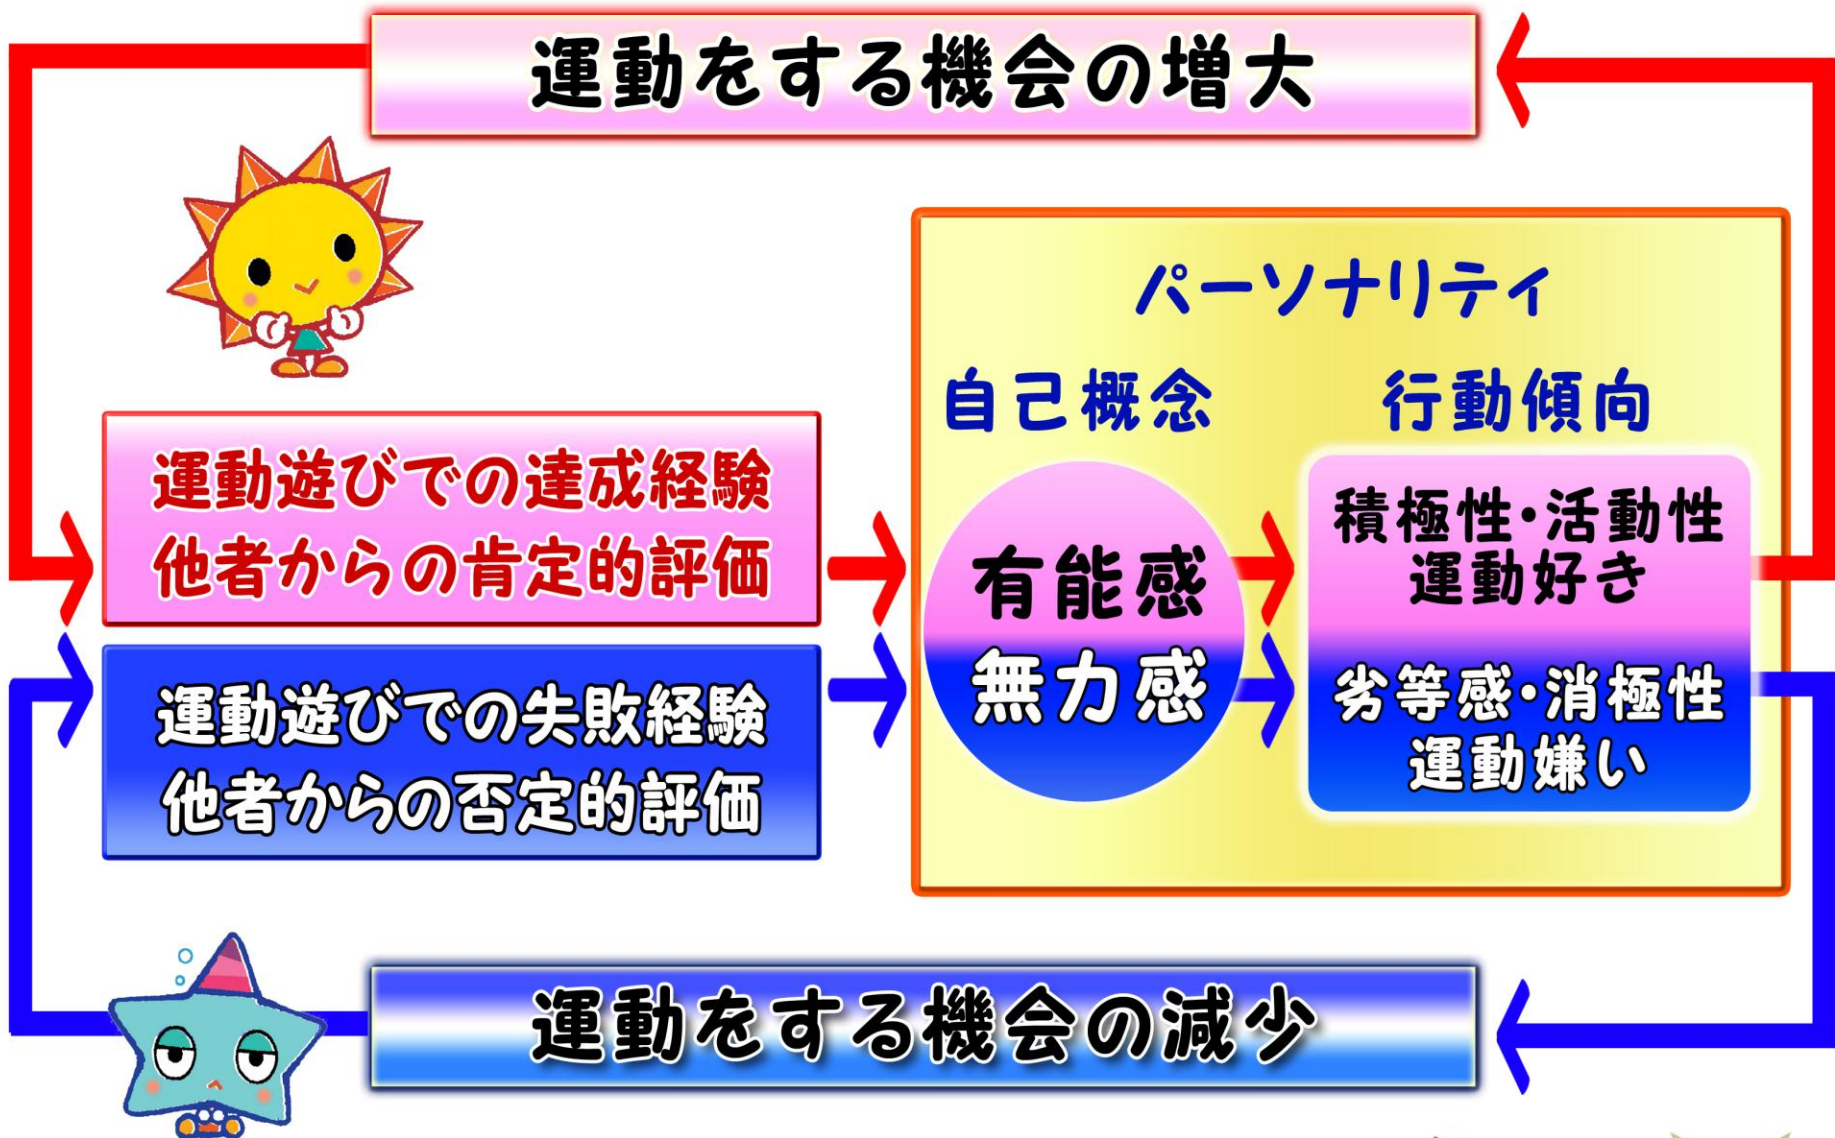 運動をする機会の増大
パーソナリティ
自己概念
行動傾向
運動遊びでの達成経験
他者からの肯定的評価
有能感
積極性・活動性
運動好き
運動遊びでの失敗経験
他者からの否定的評価
無力感
劣等感・消極性
運動嫌い
運動をする機会の減少